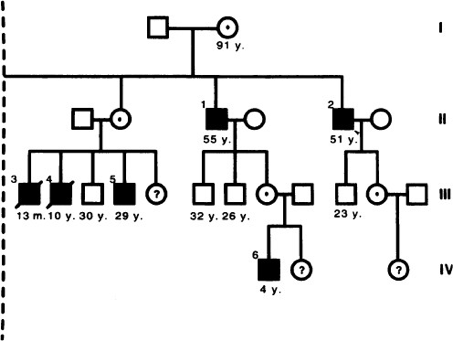 I
91 y.
1
2
II
55 y.
51 y.
3
4
5
?
III
13 m.
10 y.
30 y.
29 y.
32 y.
26 y.
23 y.
6
?
?
IV
4 y.